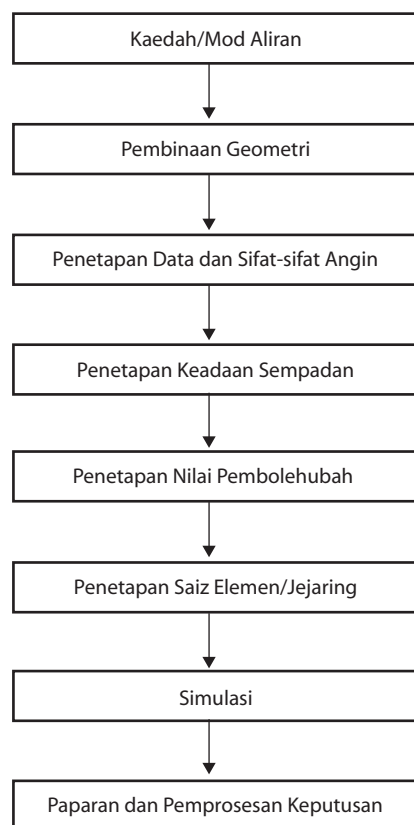 Kaedah/Mod Aliran
Pembinaan Geometri
Penetapan Data dan Sifat-sifat Angin
Penetapan Keadaan Sempadan
Penetapan Nilai Pembolehubah
Penetapan Saiz Elemen/Jejaring
Simulasi
Paparan dan Pemprosesan Keputusan